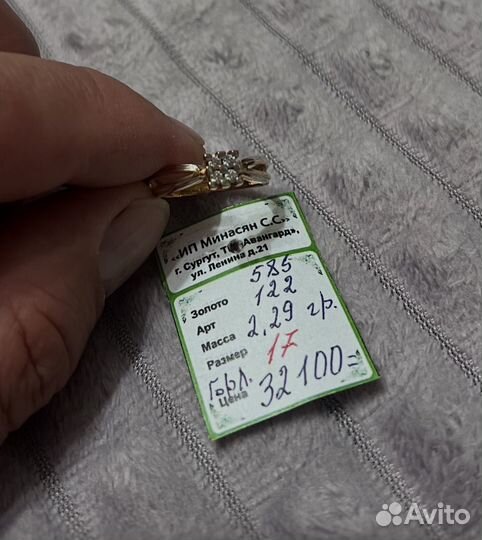 «ИП Минасян С.С»
г. Сургут, ТЦ «Авангард»,
ул. Ленина д.21
Золото 585
Арт 122
Масса 2,29 гр.
Размер 17
Цена 32100=
Avito